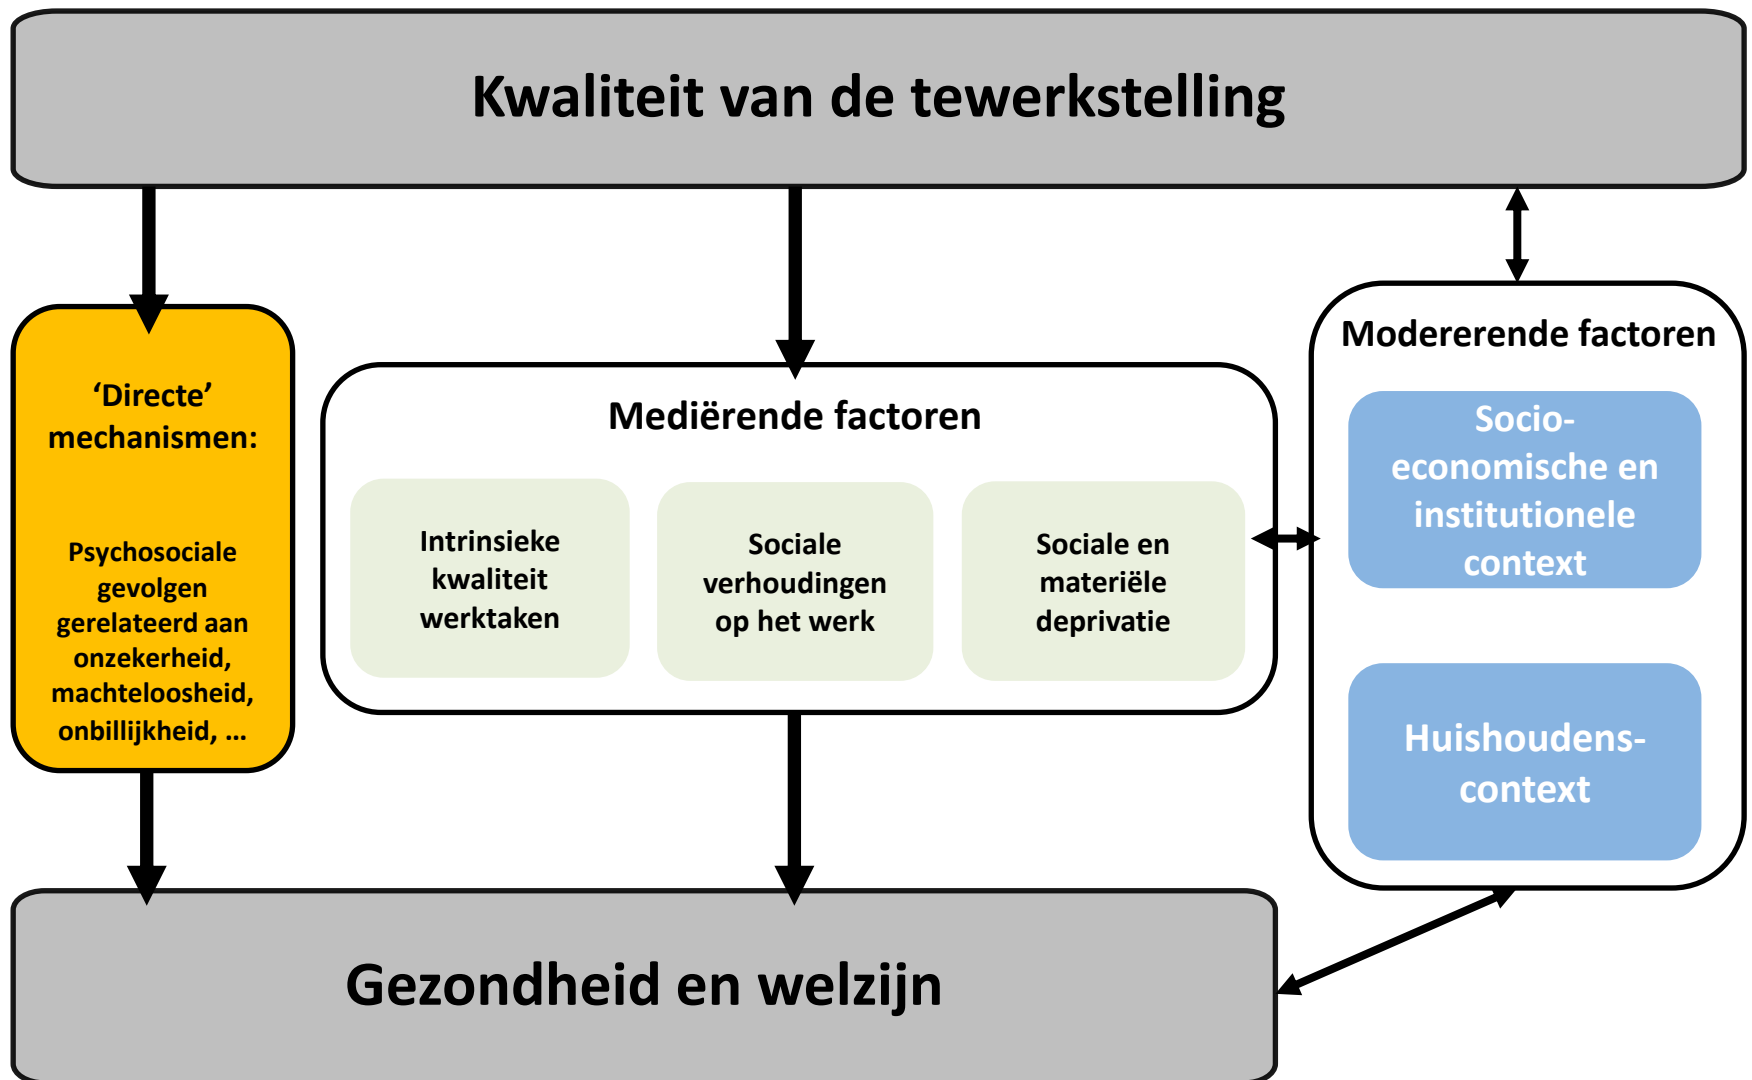 Kwaliteit van de tewerkstelling
‘Directe’
mechanismen:
Psychosociale
gevolgen
gerelateerd aan
onzekerheid,
machteloosheid,
onbillijkheid, ...
Mediërende factoren
Intrinsieke
kwaliteit
werktaken
Sociale
verhoudingen
op het werk
Sociale en
materiële
deprivatie
Modererende factoren
Socio-
economische en
institutionele
context
Huishoudens-
context
Gezondheid en welzijn